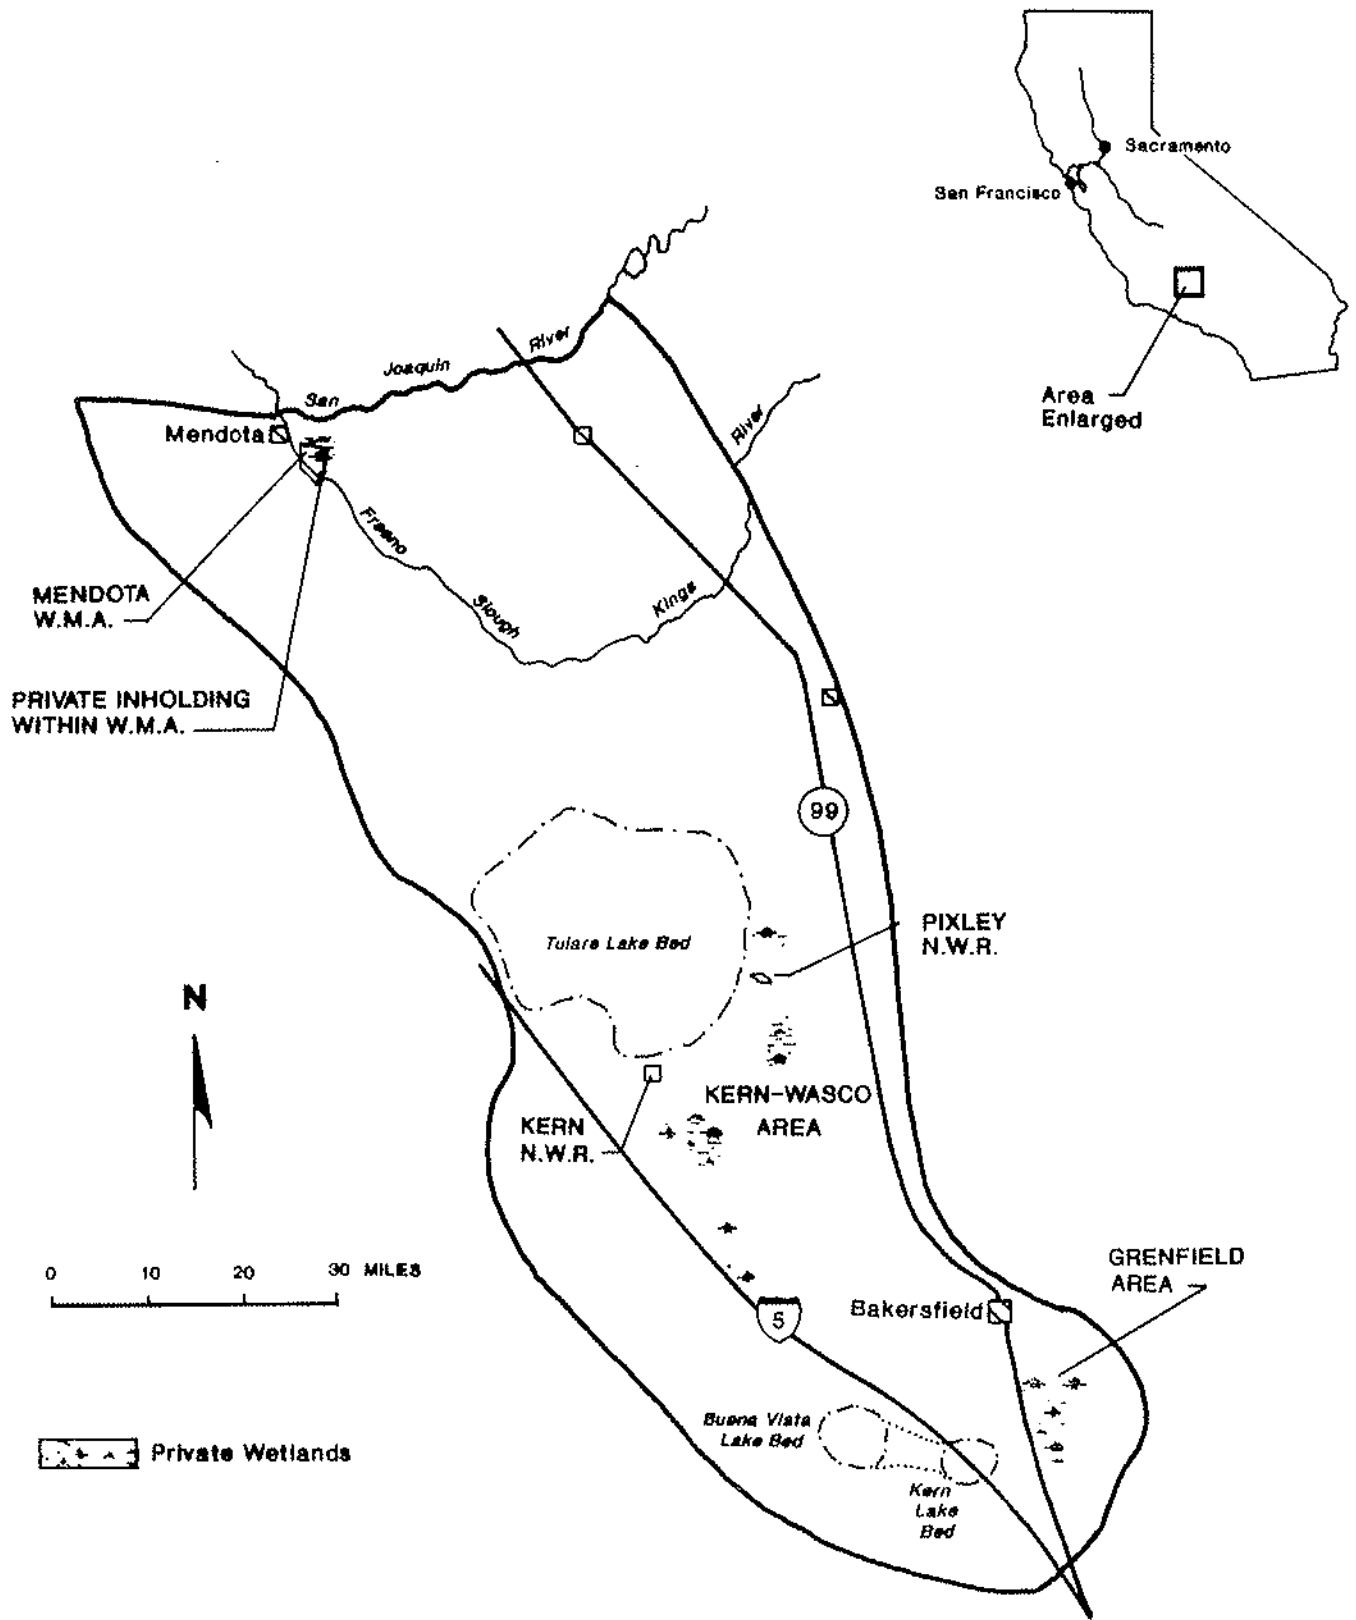 Sacramento
San Francisco
Area
Enlarged
San Joaquin River
River
Mendota
Fresno
Slough
Kings
MENDOTA
W.M.A.
PRIVATE INHOLDING
WITHIN W.M.A.
99
PIXLEY
N.W.R.
Tulare Lake Bed
N
KERN-WASCO
AREA
KERN
N.W.R.
0 10 20 30 MILES
GRENFIELD
AREA
Bakersfield
5
Buena Vista
Lake Bed
Kern
Lake
Bed
Private Wetlands